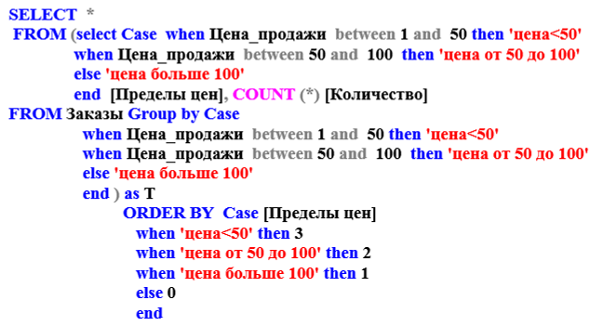 SELECT *
FROM (select Case when Цена_продажи between 1 and 50 then 'цена<50'
when Цена_продажи between 50 and 100 then 'цена от 50 до 100'
else 'цена больше 100'
end [Пределы цен], COUNT (*) [Количество]
FROM Заказы Group by Case
when Цена_продажи between 1 and 50 then 'цена<50'
when Цена_продажи between 50 and 100 then 'цена от 50 до 100'
else 'цена больше 100'
end ) as T
ORDER BY Case [Пределы цен]
when 'цена<50' then 3
when 'цена от 50 до 100' then 2
when 'цена больше 100' then 1
else 0
end